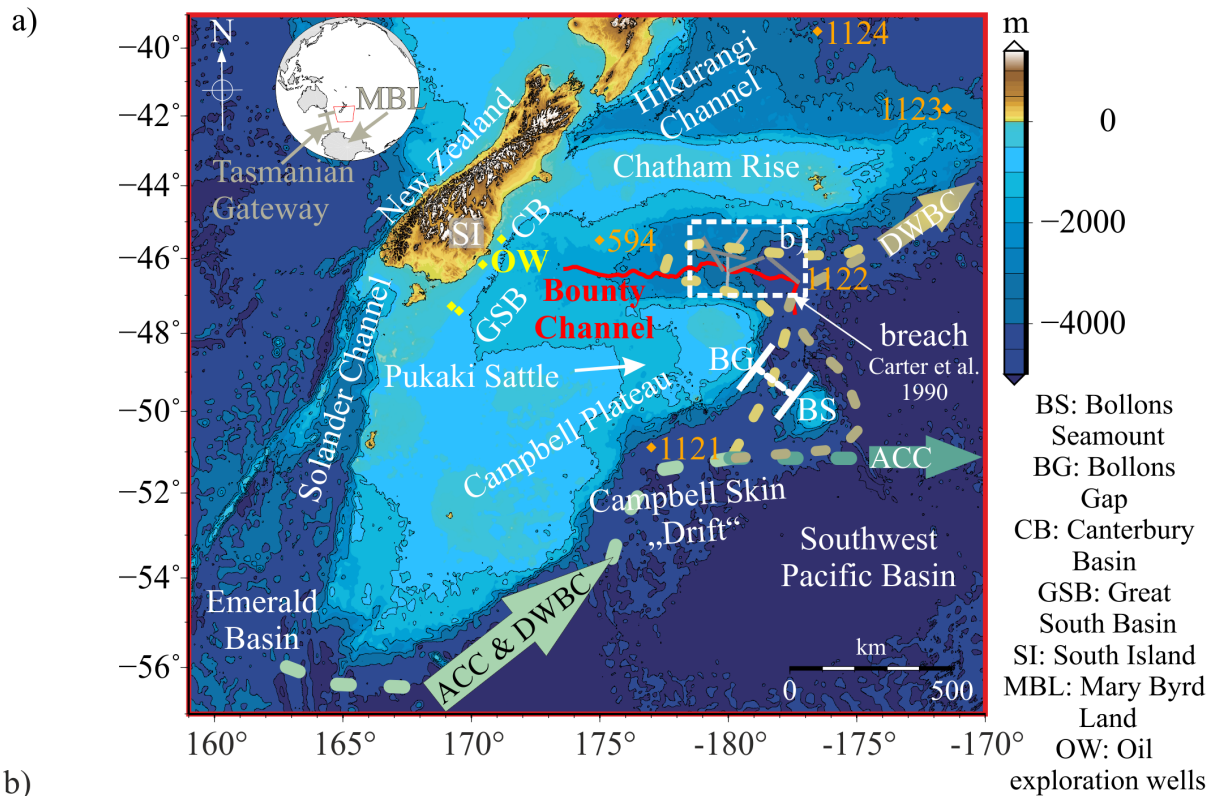 a)
N
MBL
Tasmanian
Gateway
New Zealand
Hikurangi
Channel
1124
1123
Chatham Rise
DWBC
SI
CB
OW
594
b)
1122
Bounty
Channel
GSB
Solander Channel
Pukaki Sattle
breach
Carter et al.
1990
BG
BS
Campbell Plateau
1121
ACC
Campbell Skin
„Drift“
Southwest
Pacific Basin
Emerald
Basin
ACC & DWBC
km
0
500
−40°
−42°
−44°
−46°
−48°
−50°
−52°
−54°
−56°
160°
165°
170°
175°
-180°
-175°
-170°
m
0
−2000
−4000
BS: Bollons
Seamount
BG: Bollons
Gap
CB: Canterbury
Basin
GSB: Great
South Basin
SI: South Island
MBL: Mary Byrd
Land
OW: Oil
exploration wells
b)